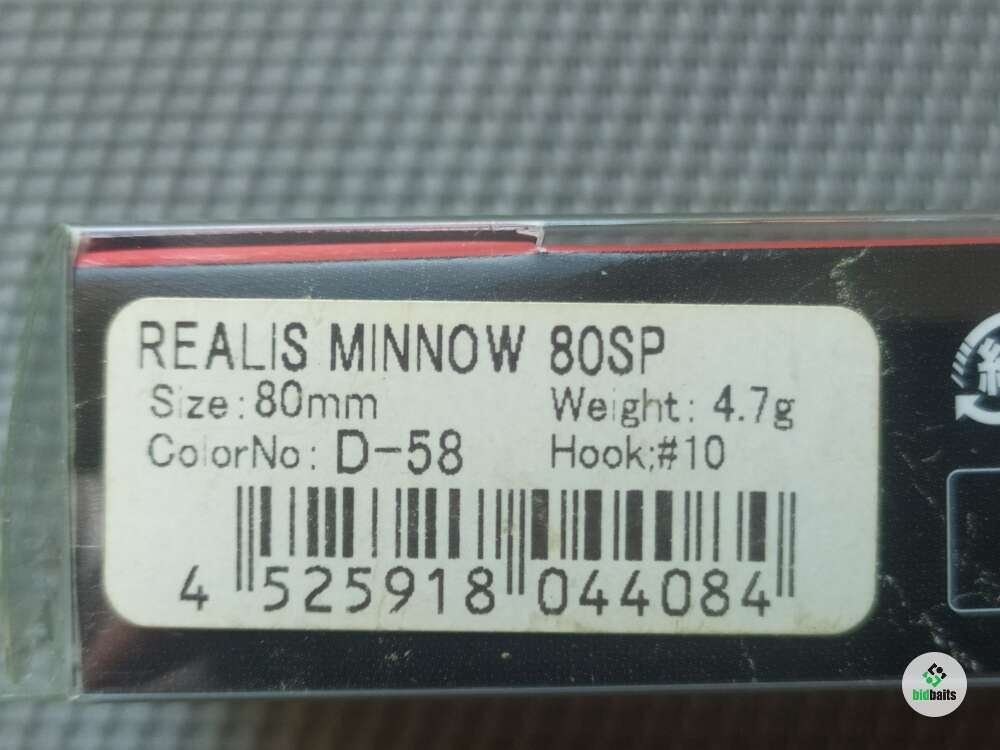 REALIS MINNOW 80SP
Size: 80mm Weight: 4.7g
ColorNo: D-58 Hook;#10
4 525918 044084
bidbaits